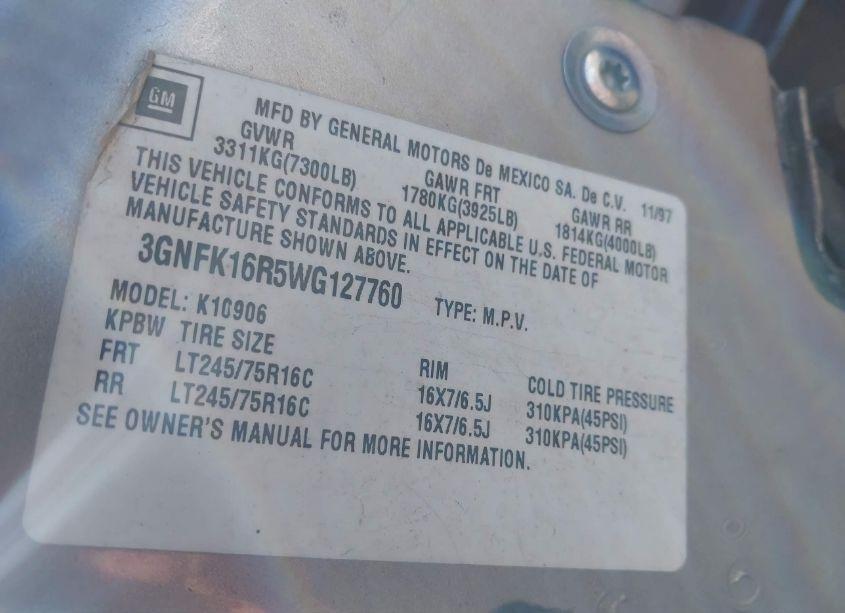 GM
MFD BY GENERAL MOTORS De MEXICO SA. De C.V. 11/97
GVWR GAWR FRT GAWR RR
3311KG(7300LB) 1780KG(3925LB) 1814KG(4000LB)
THIS VEHICLE CONFORMS TO ALL APPLICABLE U.S. FEDERAL MOTOR
VEHICLE SAFETY STANDARDS IN EFFECT ON THE DATE OF
MANUFACTURE SHOWN ABOVE.
3GNFK16R5WG127760 TYPE: M.P.V.
MODEL: K10906
KPBW TIRE SIZE RIM COLD TIRE PRESSURE
FRT LT245/75R16C 16X7/6.5J 310KPA(45PSI)
RR LT245/75R16C 16X7/6.5J 310KPA(45PSI)
SEE OWNER'S MANUAL FOR MORE INFORMATION.